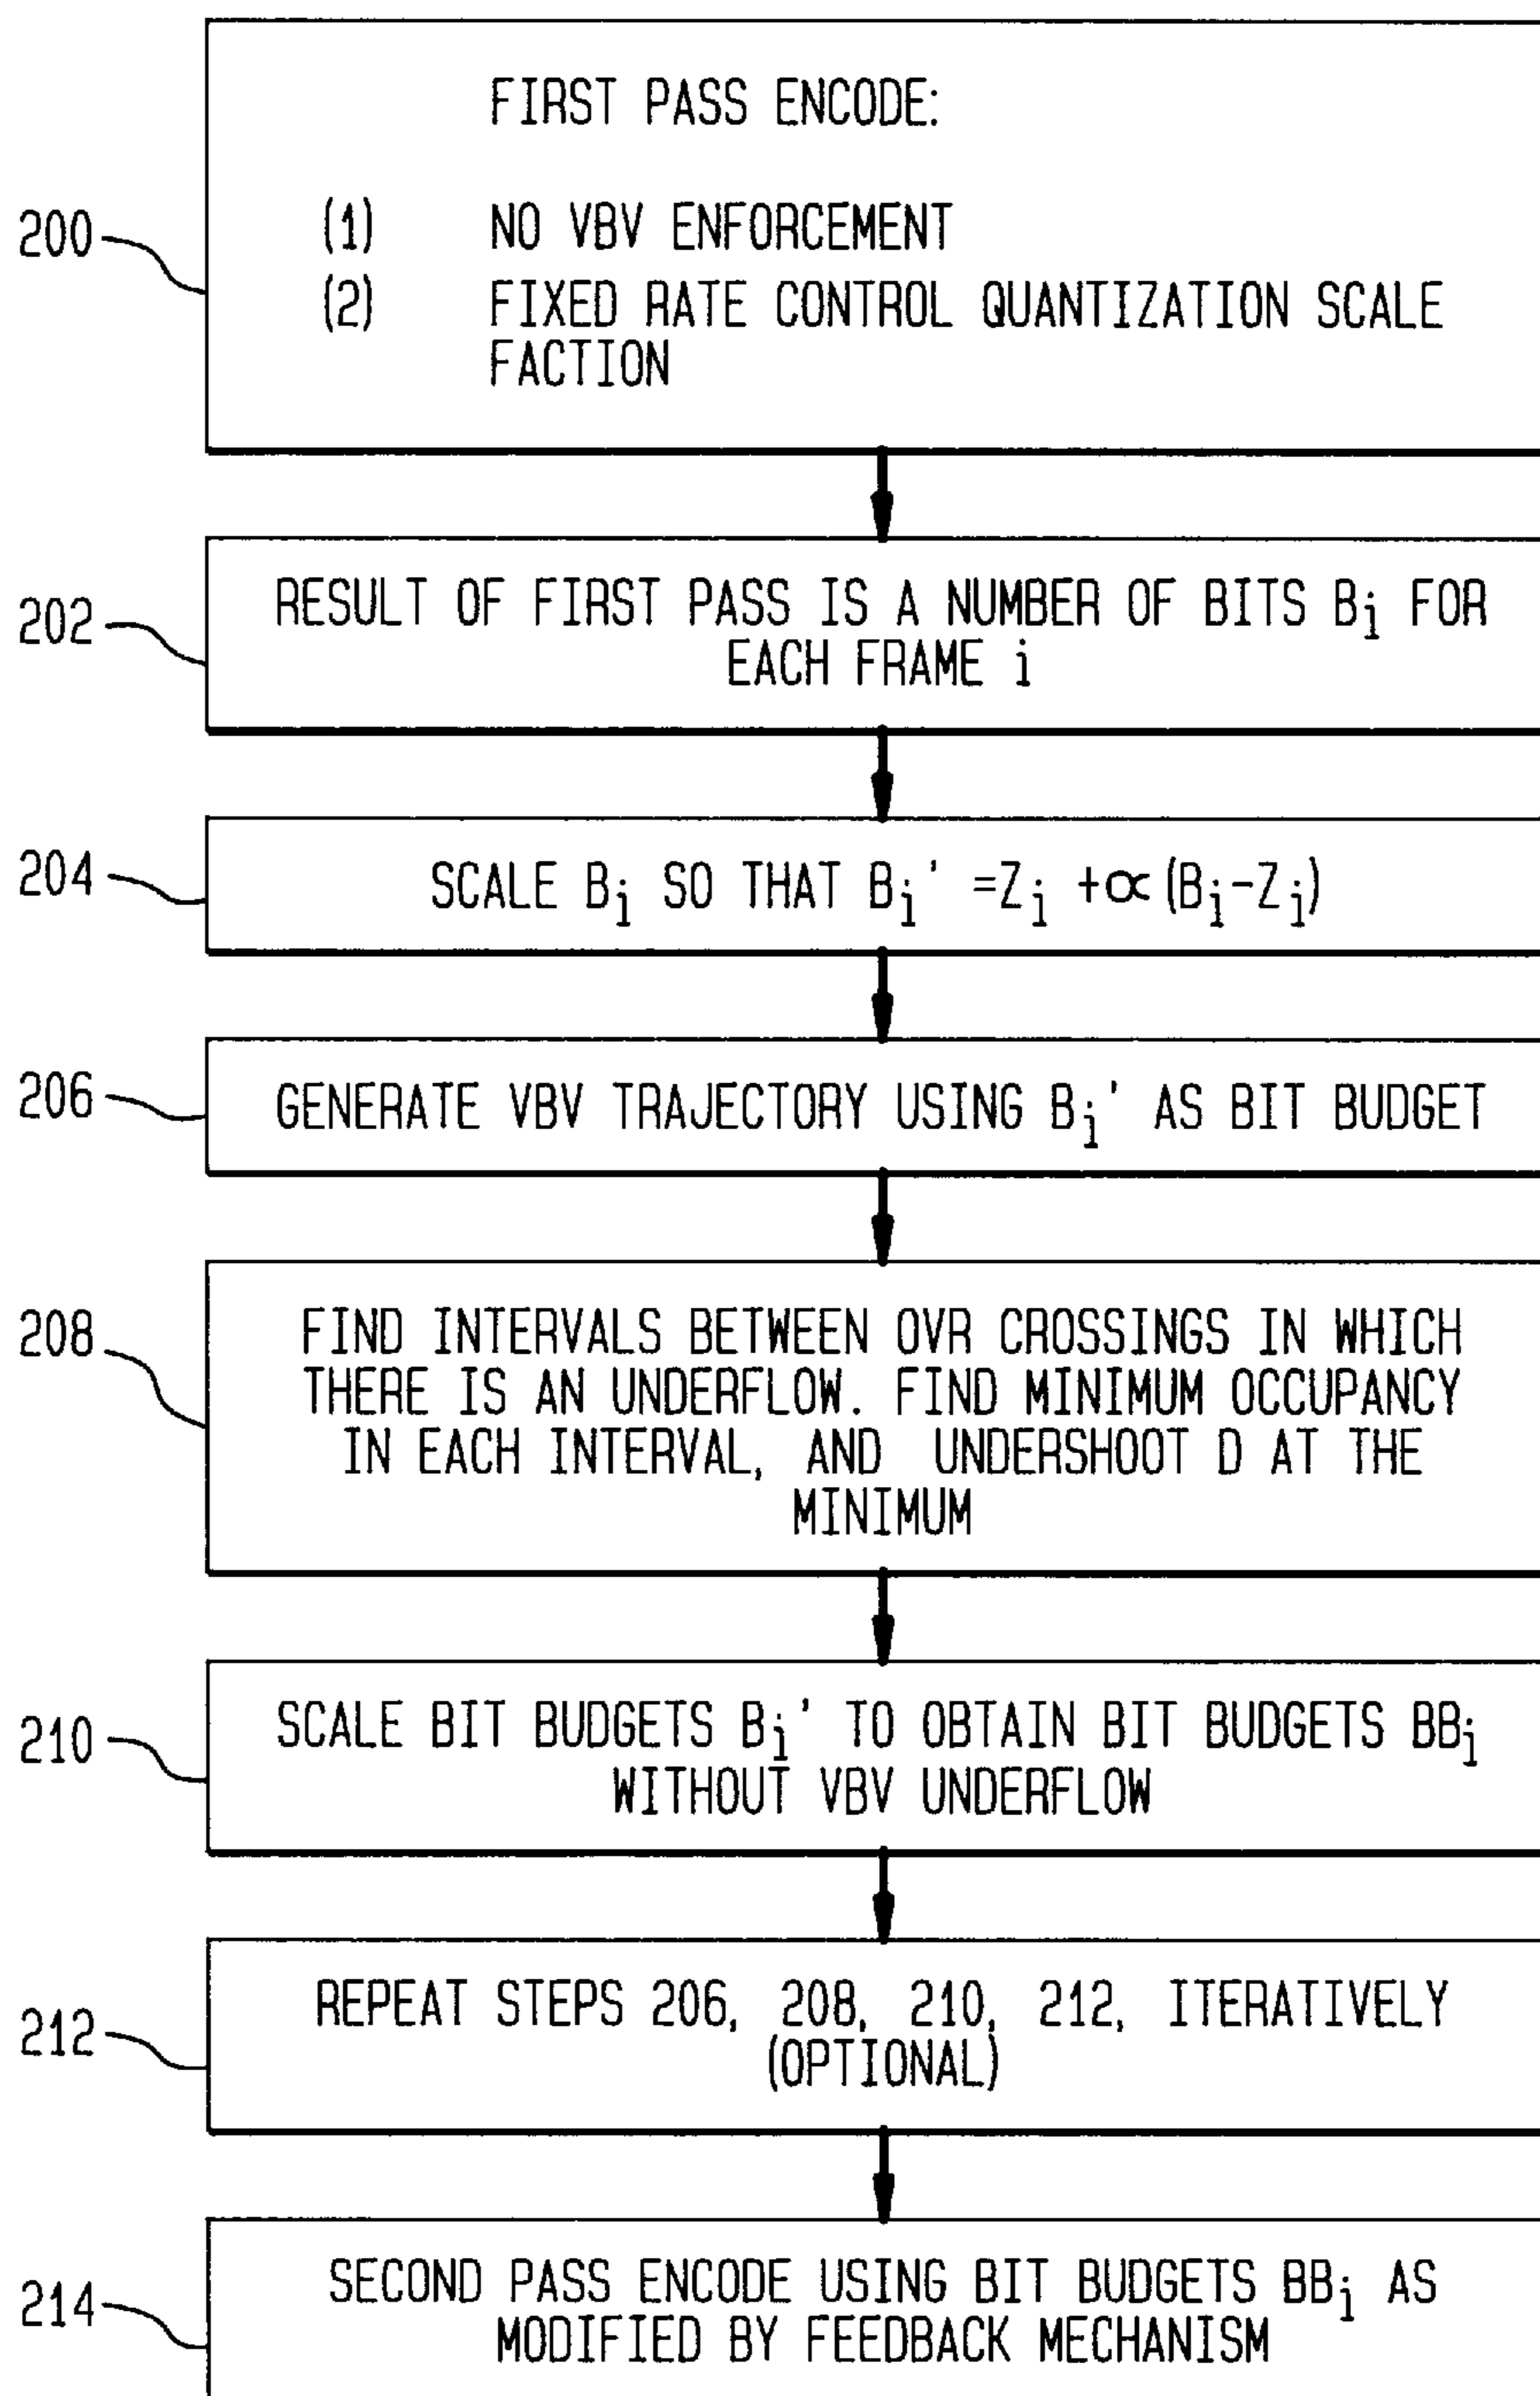 FIRST PASS ENCODE:
200
(1) NO VBV ENFORCEMENT
(2) FIXED RATE CONTROL QUANTIZATION SCALE
FACTION
202
RESULT OF FIRST PASS IS A NUMBER OF BITS Bi FOR
EACH FRAME i
204
SCALE Bi SO THAT Bi' =Zi +∝(Bi-Zi)
206
GENERATE VBV TRAJECTORY USING Bi' AS BIT BUDGET
208
FIND INTERVALS BETWEEN OVR CROSSINGS IN WHICH
THERE IS AN UNDERFLOW. FIND MINIMUM OCCUPANCY
IN EACH INTERVAL, AND UNDERSHOOT D AT THE
MINIMUM
210
SCALE BIT BUDGETS Bi' TO OBTAIN BIT BUDGETS BBi
WITHOUT VBV UNDERFLOW
212
REPEAT STEPS 206, 208, 210, 212, ITERATIVELY
(OPTIONAL)
214
SECOND PASS ENCODE USING BIT BUDGETS BBi AS
MODIFIED BY FEEDBACK MECHANISM